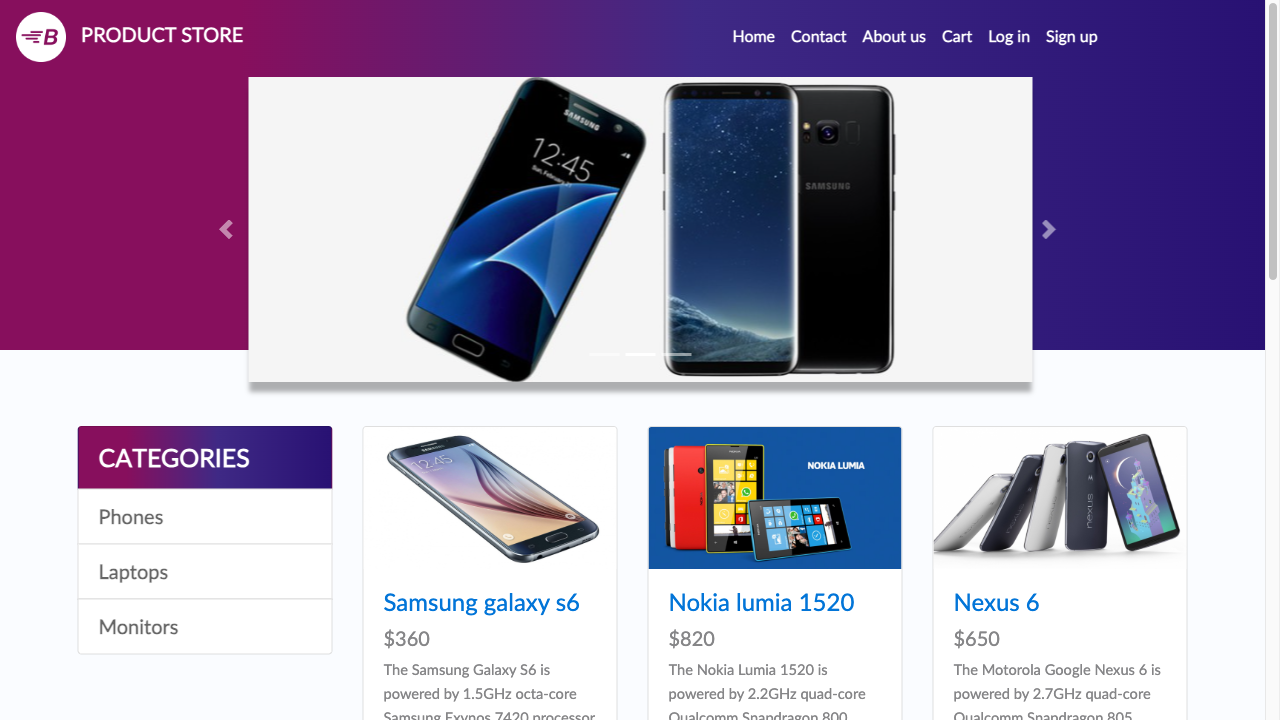 B PRODUCT STORE
Home Contact About us Cart Log in Sign up
SAMSUNG
12:45
SAMSUNG
CATEGORIES
Phones
Laptops
Monitors
12:45
Samsung galaxy s6
$360
The Samsung Galaxy S6 is
powered by 1.5GHz octa-core
Samsung Exynos 7420 processor
NOKIA LUMIA
Nokia lumia 1520
$820
The Nokia Lumia 1520 is
powered by 2.2GHz quad-core
Qualcomm Snapdragon 800
nexus
Nexus 6
$650
The Motorola Google Nexus 6 is
powered by 2.7GHz quad-core
Qualcomm Snapdragon 805